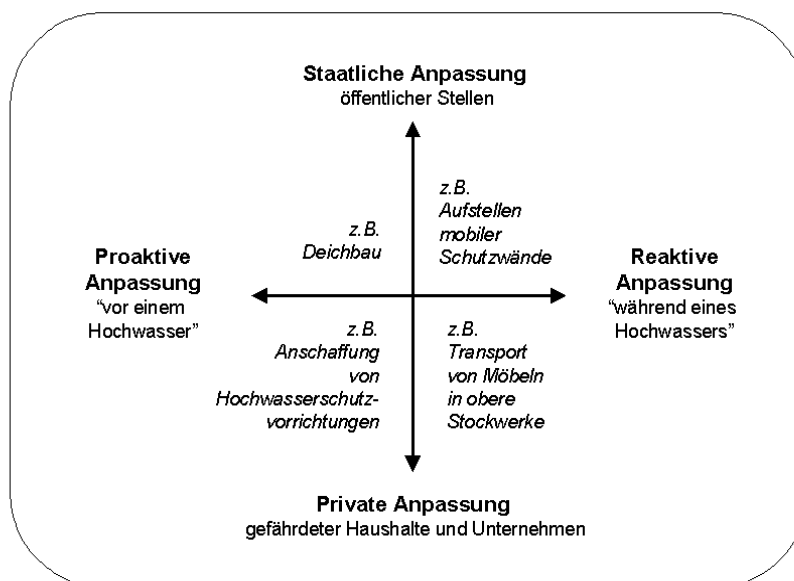 Staatliche Anpassung
öffentlicher Stellen
z.B.
Deichbau
z.B.
Aufstellen
mobiler
Schutzwände
Proaktive
Anpassung
"vor einem
Hochwasser"
Reaktive
Anpassung
"während eines
Hochwassers"
z.B.
Anschaffung
von
Hochwasserschutz-
vorrichtungen
z.B.
Transport
von Möbeln
in obere
Stockwerke
Private Anpassung
gefährdeter Haushalte und Unternehmen